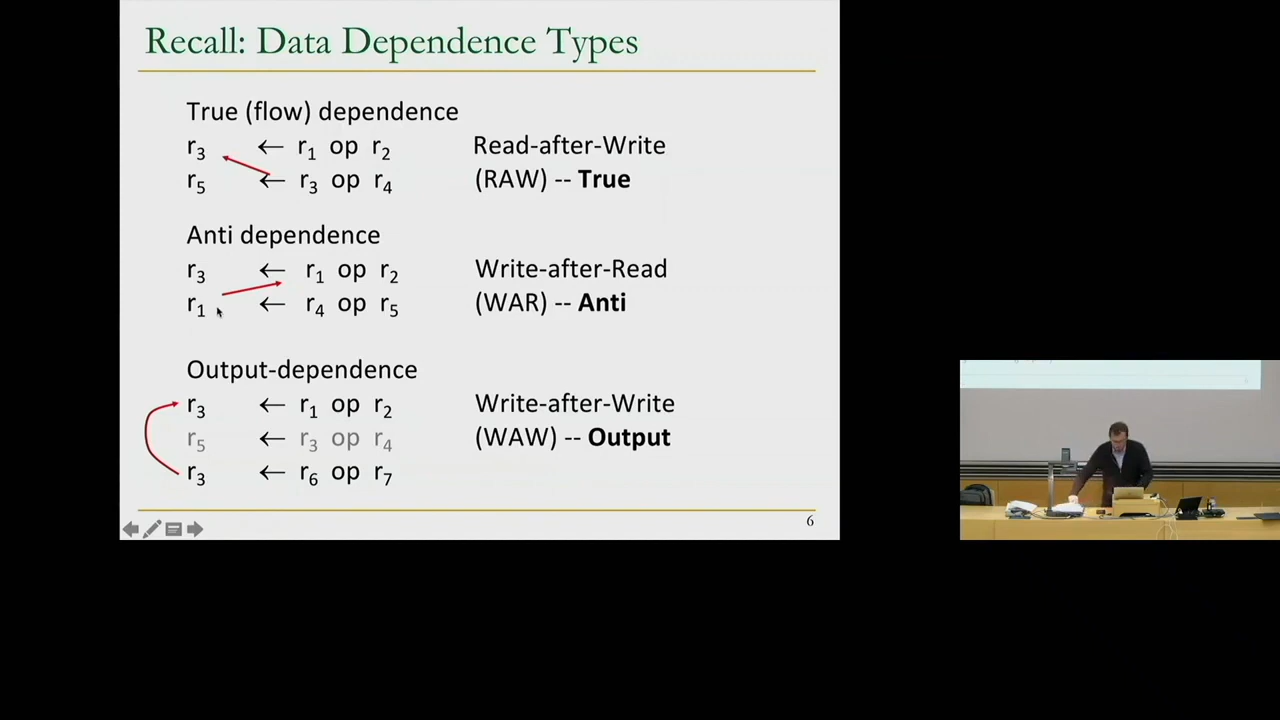 Recall: Data Dependence Types
True (flow) dependence
r3 ← r1 op r2 Read-after-Write
r5 ← r3 op r4 (RAW) -- True
Anti dependence
r3 ← r1 op r2 Write-after-Read
r1 ← r4 op r5 (WAR) -- Anti
Output-dependence
r3 ← r1 op r2 Write-after-Write
r5 ← r3 op r4 (WAW) -- Output
r3 ← r6 op r7
6